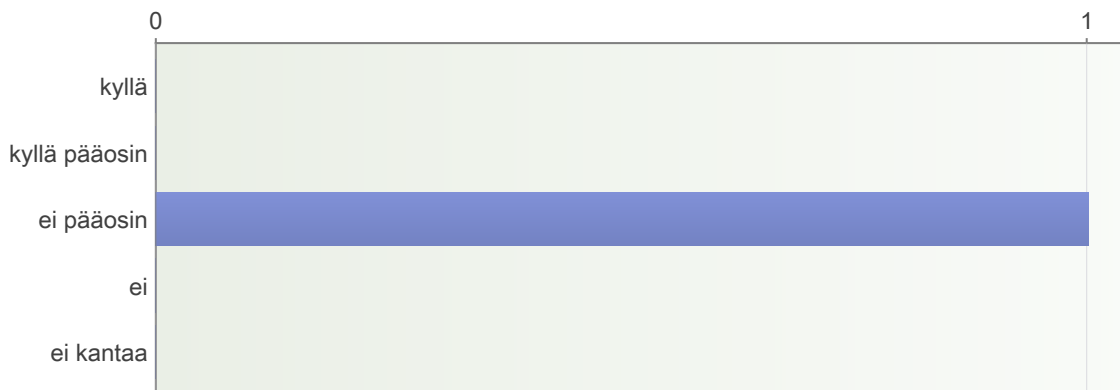 0 1
kyllä
kyllä pääosin
ei pääosin
ei
ei kantaa